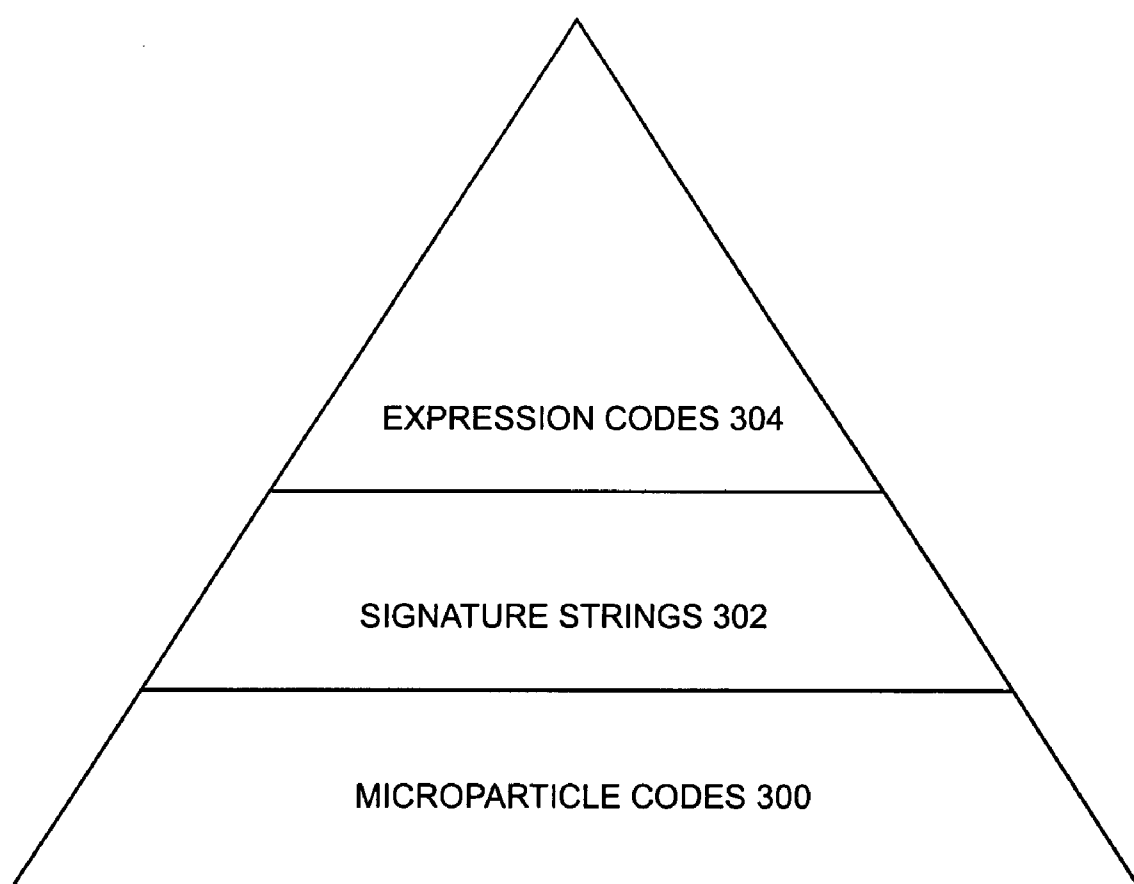 EXPRESSION CODES 304
SIGNATURE STRINGS 302
MICROPARTICLE CODES 300